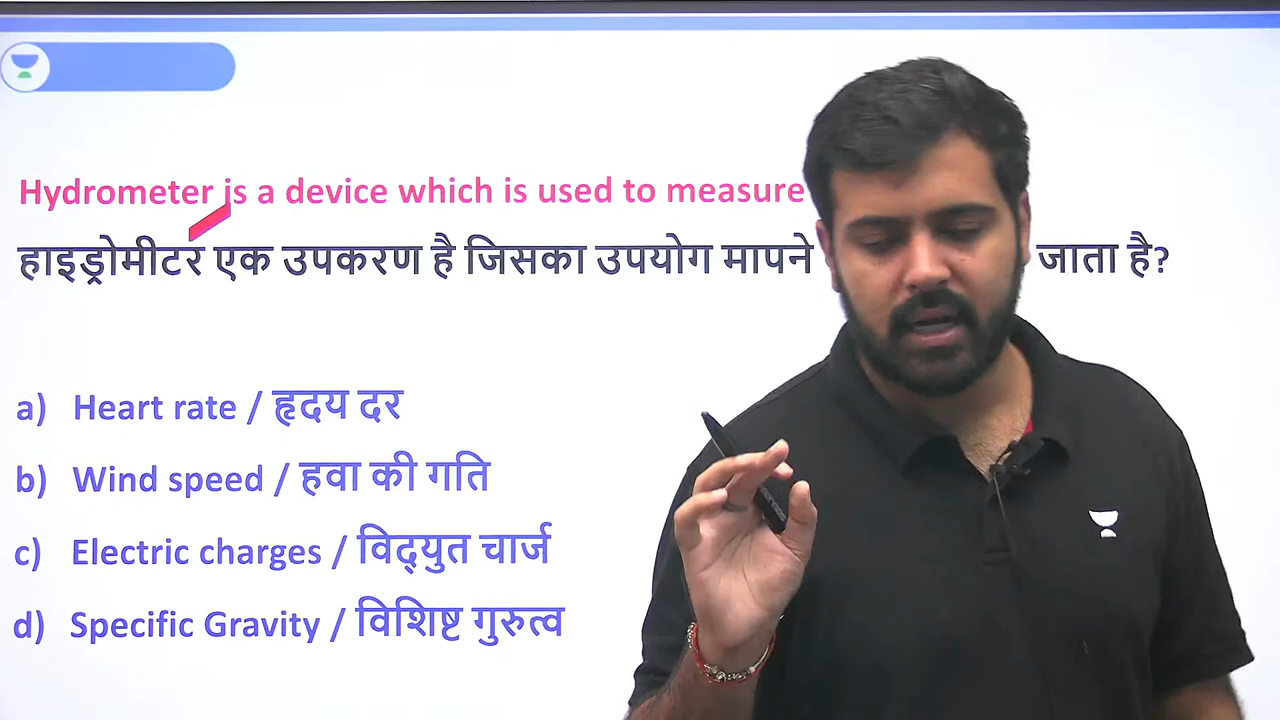 Hydrometer is a device which is used to measure
हाइड्रोमीटर एक उपकरण है जिसका उपयोग मापने जाता है?
a) Heart rate / हृदय दर
b) Wind speed / हवा की गति
c) Electric charges / विद्युत चार्ज
d) Specific Gravity / विशिष्ट गुरुत्व